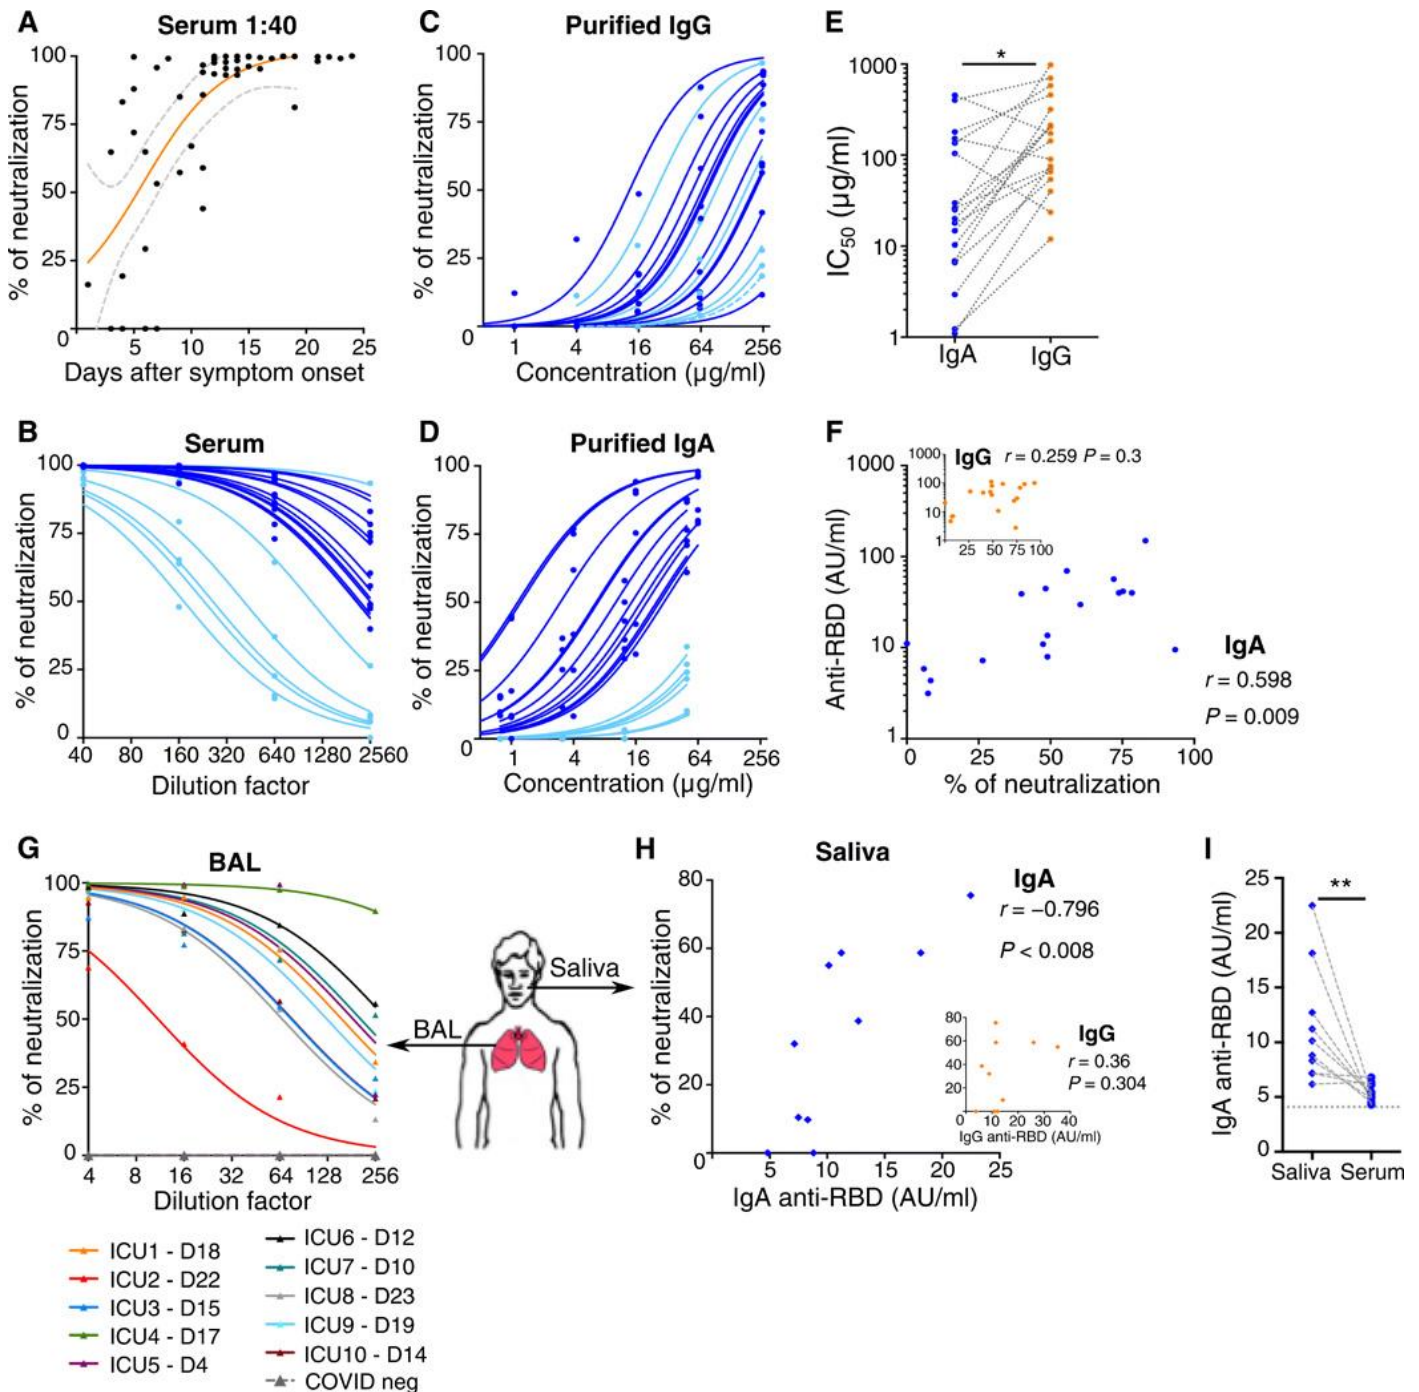 A
Serum 1:40
% of neutralization
100
75
50
25
0
5 10 15 20 25
Days after symptom onset
C
Purified IgG
% of neutralization
100
75
50
25
0
1 4 16 64 256
Concentration (µg/ml)
E
*
IC50 (µg/ml)
1000
100
10
1
IgA IgG
B
Serum
% of neutralization
100
75
50
25
0
40 80 160 320 640 1280 2560
Dilution factor
D
Purified IgA
% of neutralization
100
75
50
25
0
1 4 16 64 256
Concentration (µg/ml)
F
Anti-RBD (AU/ml)
1000
100
10
1
0 25 50 75 100
% of neutralization
IgG r = 0.259 P = 0.3
1000
100
10
1
25 50 75 100
IgA
r = 0.598
P = 0.009
G
BAL
% of neutralization
100
75
50
25
0
4 8 16 32 64 128 256
Dilution factor
Saliva
BAL
ICU1 - D18
ICU2 - D22
ICU3 - D15
ICU4 - D17
ICU5 - D4
ICU6 - D12
ICU7 - D10
ICU8 - D23
ICU9 - D19
ICU10 - D14
COVID neg
H
Saliva
% of neutralization
80
60
40
20
0
5 10 15 20 25
IgA anti-RBD (AU/ml)
IgA
r = −0.796
P < 0.008
80
60
40
20
0 10 20 30 40
IgG anti-RBD (AU/ml)
IgG
r = 0.36
P = 0.304
I
**
IgA anti-RBD (AU/ml)
25
20
15
10
5
0
Saliva Serum